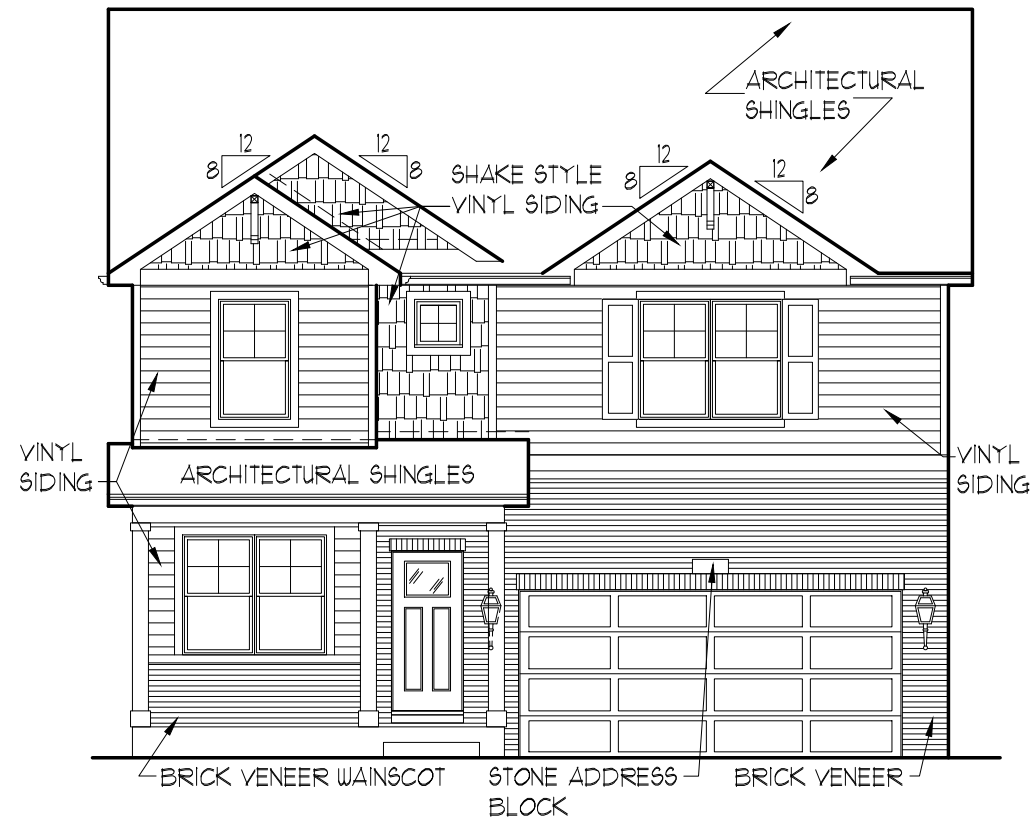 ARCHITECTURAL
SHINGLES
12
8
12
8
SHAKE STYLE
VINYL SIDING
12
8
12
8
VINYL
SIDING
ARCHITECTURAL SHINGLES
VINYL
SIDING
BRICK VENEER WAINSCOT
STONE ADDRESS
BLOCK
BRICK VENEER